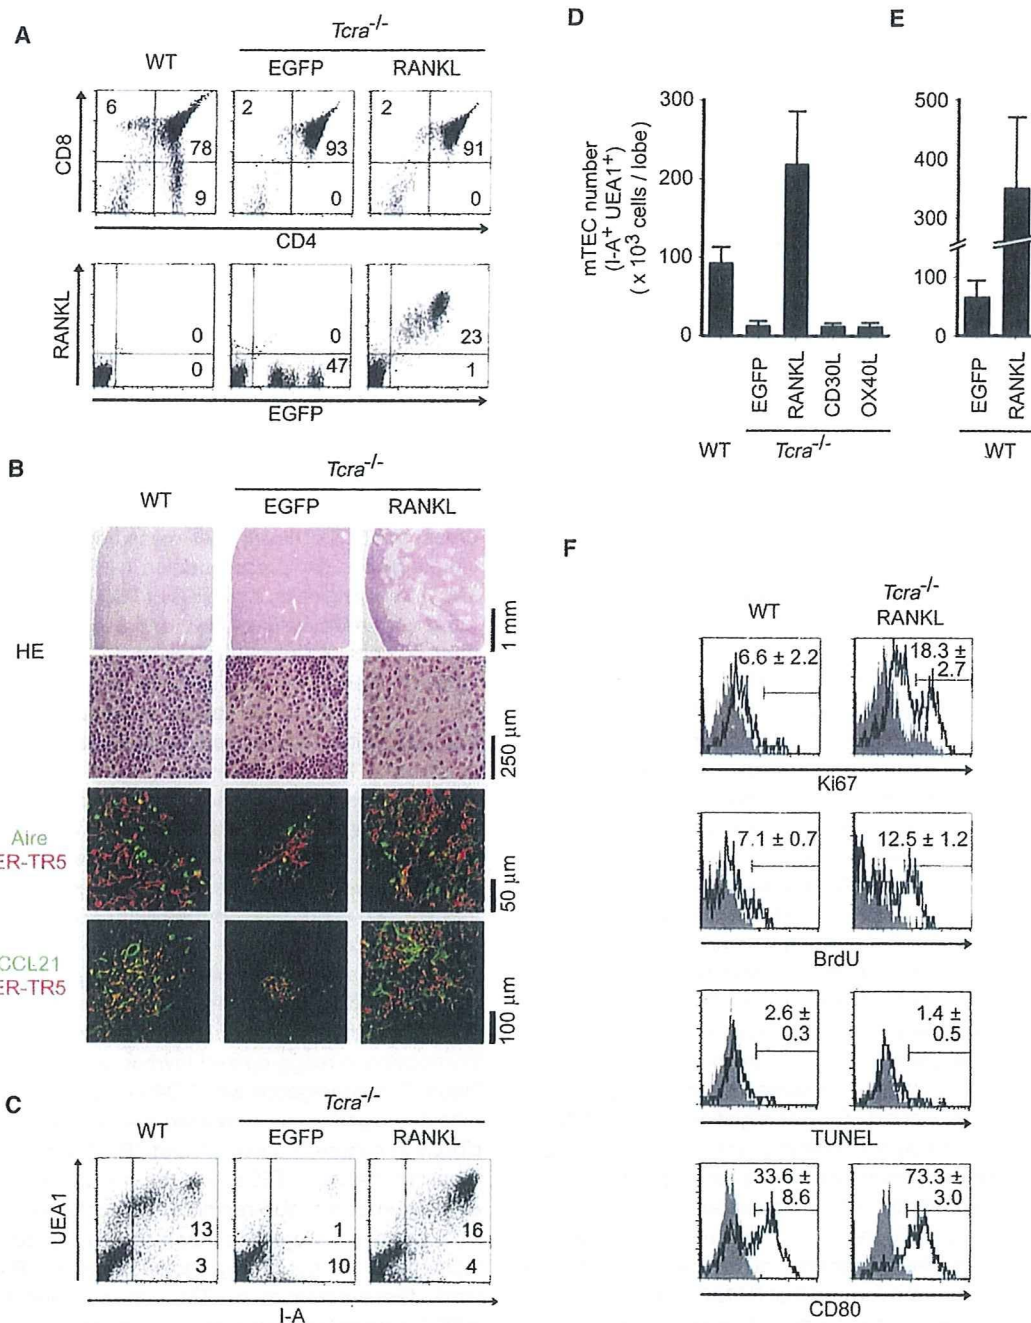 A
Tcra-/-
WT EGFP RANKL
CD8
6 78 9
2 93 0
2 91 0
CD4
RANKL
0 0
0 47
23 1
EGFP
B
Tcra-/-
WT EGFP RANKL
HE
1 mm
250 µm
Aire
ER-TR5
50 µm
CCL21
ER-TR5
100 µm
C
Tcra-/-
WT EGFP RANKL
UEA1
13 3
1 10
16 4
I-A
D
mTEC number
(I-A+ UEA1+)
( x 103 cells / lobe)
300
200
100
0
EGFP RANKL CD30L OX40L
WT Tcra-/-
E
500
400
300
100
0
EGFP RANKL
WT
F
WT
Tcra-/-
RANKL
6.6 ± 2.2
18.3 ±
2.7
Ki67
7.1 ± 0.7
12.5 ± 1.2
BrdU
2.6 ±
0.3
1.4 ±
0.5
TUNEL
33.6 ±
8.6
73.3 ±
3.0
CD80